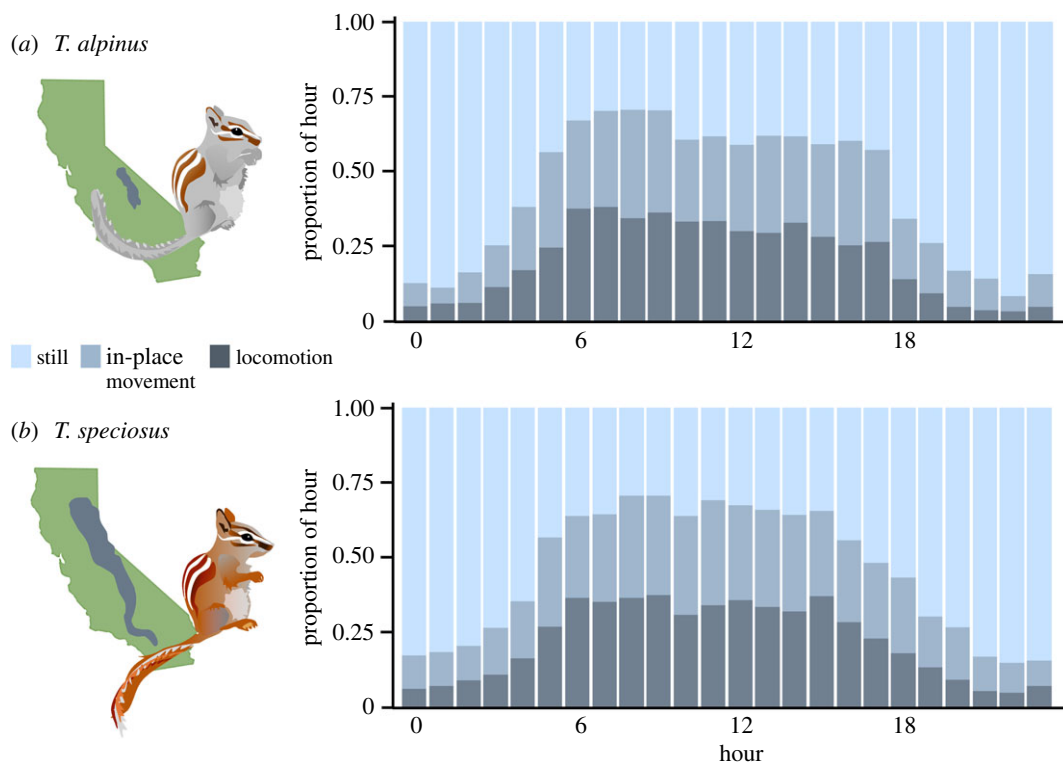 (a) T. alpinus
still in-place movement locomotion
proportion of hour
1.00
0.75
0.50
0.25
0
0 6 12 18
(b) T. speciosus
proportion of hour
1.00
0.75
0.50
0.25
0
0 6 12 18
hour